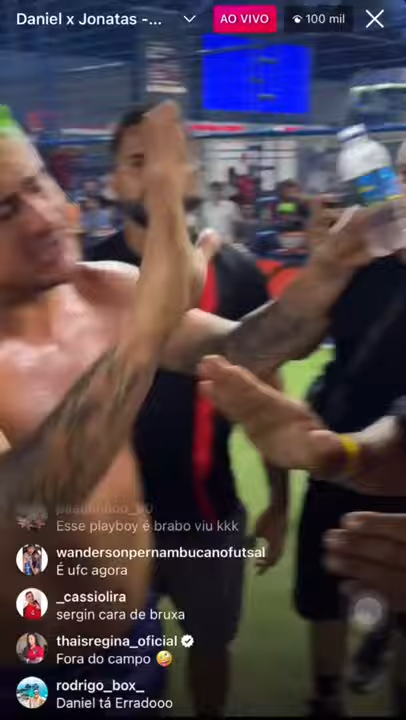 Daniel x Jonatas -...
AO VIVO
100 mil
Esse playboy é brabo viu kkk
wandersonpernambucanofutsal
É ufc agora
_cassiolira
sergin cara de bruxa
thaisregina_oficial
Fora do campo 🤪
rodrigo_box_
Daniel tá Erradooo